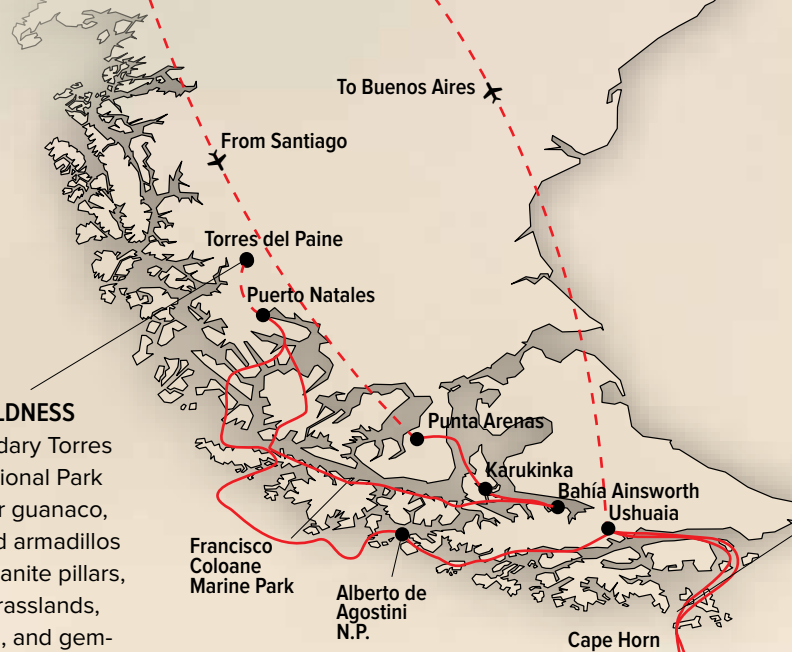 To Buenos Aires
From Santiago
Torres del Paine
Puerto Natales
LDNESS
dary Torres
ional Park
r guanaco,
d armadillos
anite pillars,
rasslands,
, and gem-
Punta Arenas
Karukinka
Bahía Ainsworth
Ushuaia
Francisco
Coloane
Marine Park
Alberto de
Agostini
N.P.
Cape Horn